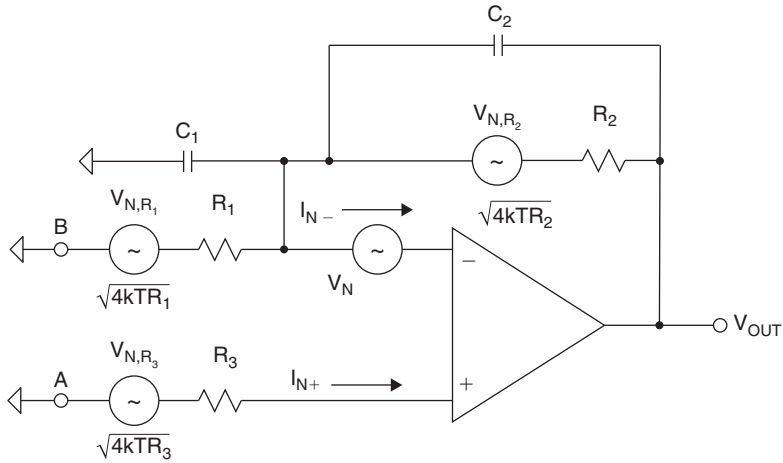 C2
VN,R2
R2
C1
VN,R1
R1
IN −
√4kTR2
B
−
√4kTR1
VN
VOUT
VN,R3
R3
A
IN+
+
√4kTR3
~
~
~
~